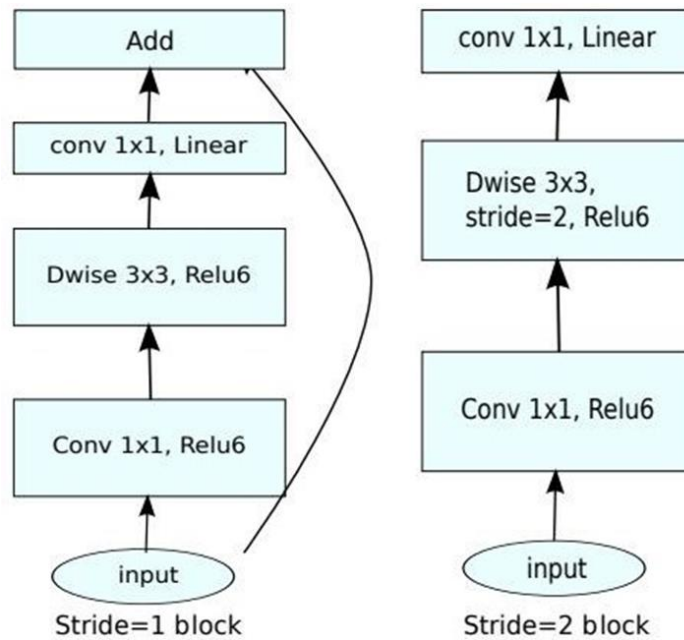 Add
conv 1x1, Linear
Dwise 3x3, Relu6
Conv 1x1, Relu6
input
Stride=1 block
conv 1x1, Linear
Dwise 3x3,
stride=2, Relu6
Conv 1x1, Relu6
input
Stride=2 block